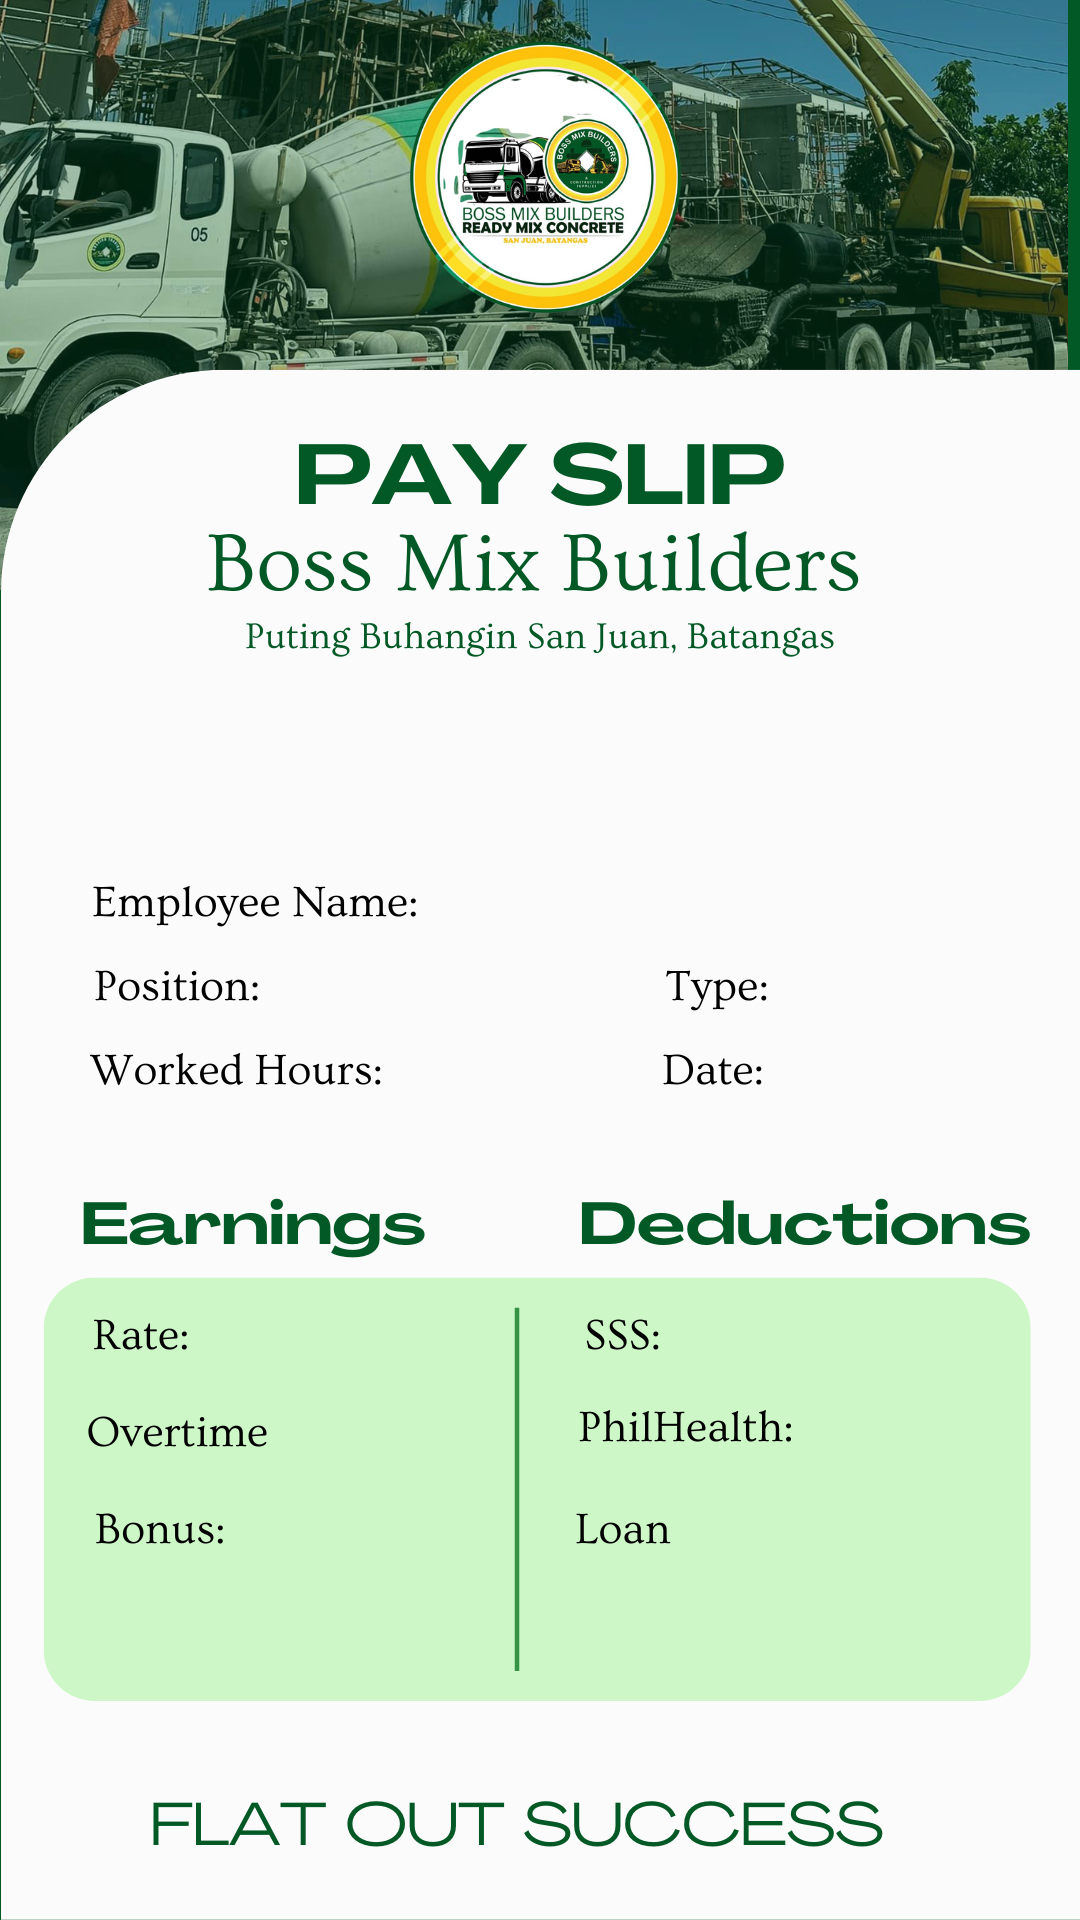 05
BOSS MIX BUILDERS
CONSTRUCTION
SUPPLIES
BOSS MIX BUILDERS
READY MIX CONCRETE
SAN JUAN, BATANGAS
PAY SLIP
Boss Mix Builders
Puting Buhangin San Juan, Batangas
Employee Name:
Position:
Type:
Worked Hours:
Date:
Earnings
Deductions
Rate:
SSS:
Overtime
PhilHealth:
Bonus:
Loan
FLAT OUT SUCCESS